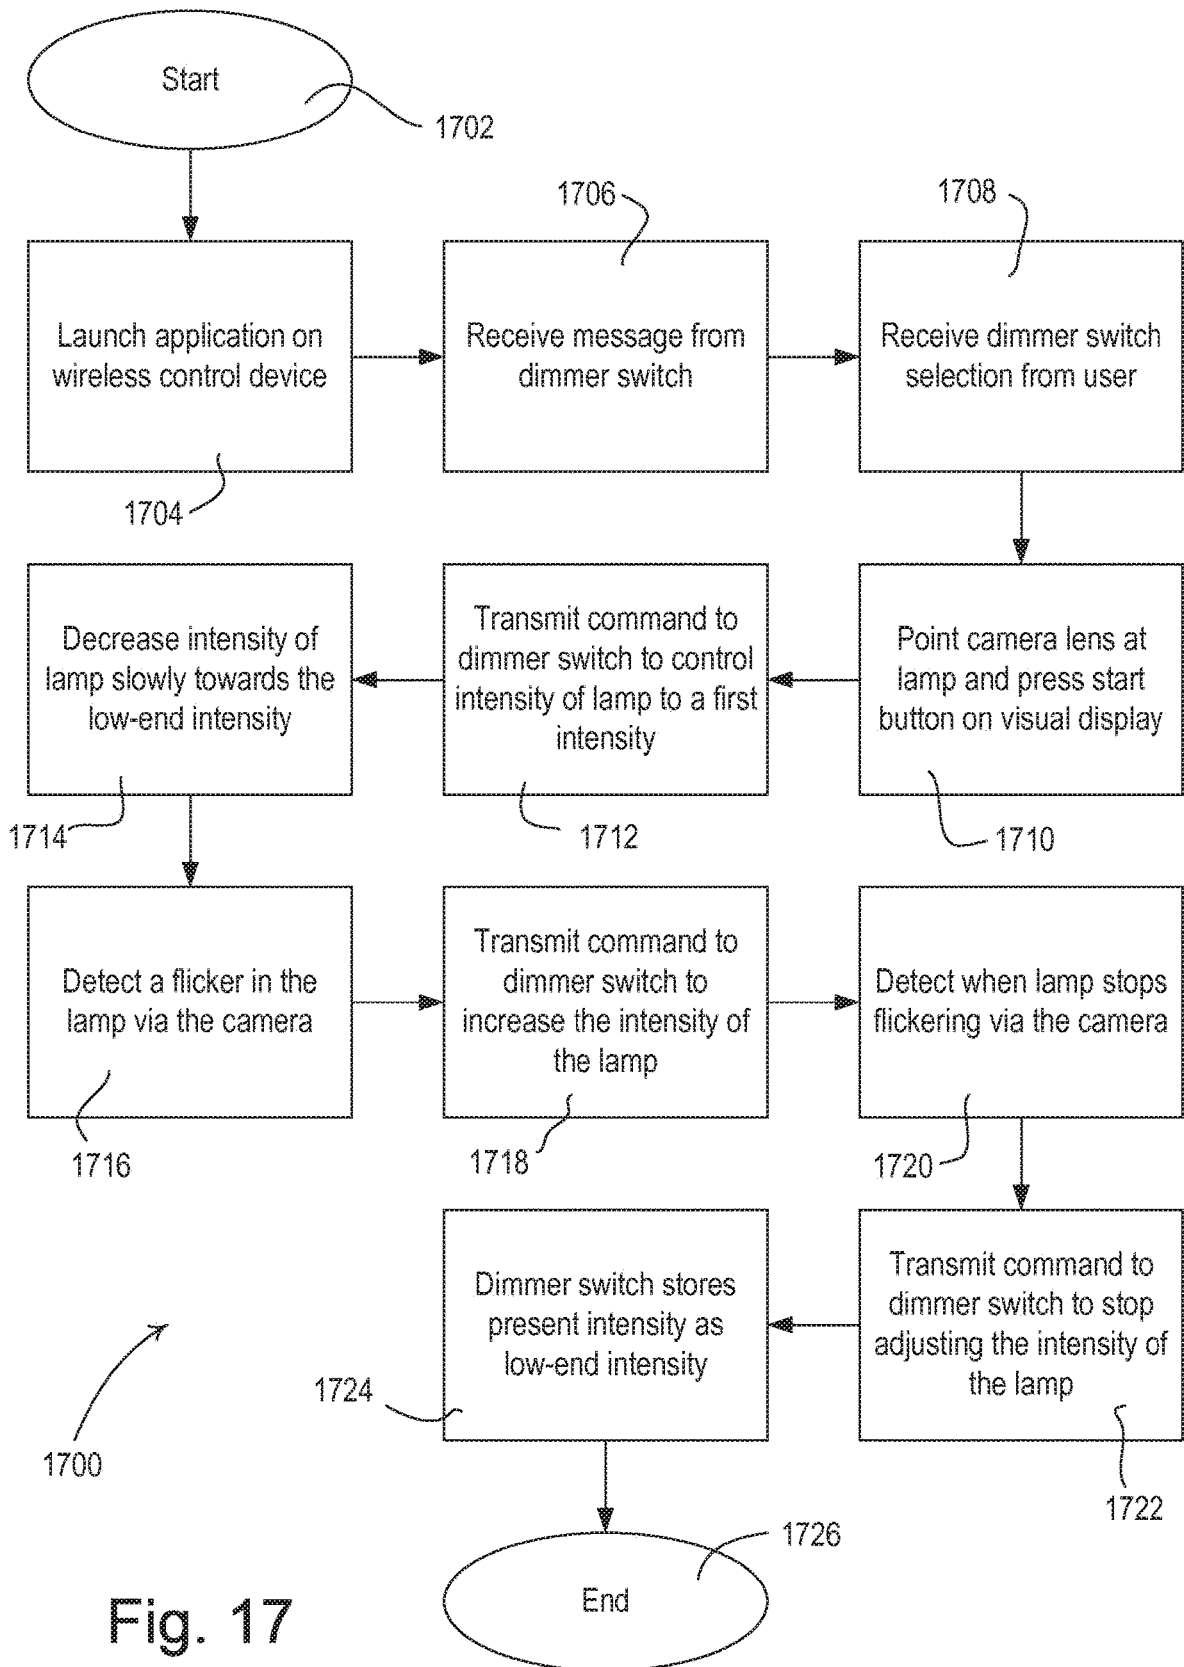 Start
1702
1706
1708
Launch application on
wireless control device
1704
Receive message from
dimmer switch
Receive dimmer switch
selection from user
Point camera lens at
lamp and press start
button on visual display
1710
Transmit command to
dimmer switch to control
intensity of lamp to a first
intensity
1712
Decrease intensity of
lamp slowly towards the
low-end intensity
1714
Detect a flicker in the
lamp via the camera
1716
Transmit command to
dimmer switch to
increase the intensity of
the lamp
1718
Detect when lamp stops
flickering via the camera
1720
Transmit command to
dimmer switch to stop
adjusting the intensity of
the lamp
1722
Dimmer switch stores
present intensity as
low-end intensity
1724
1700
End
1726
Fig. 17